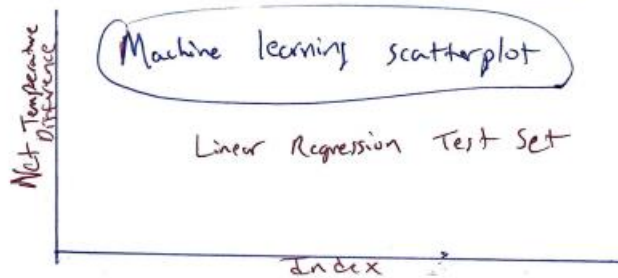 Machine learning scatterplot
Net Temperature
Difference
Linear Regression Test Set
Index